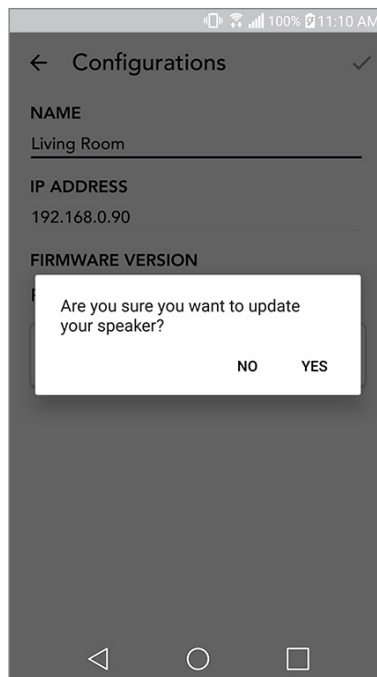 100% 11:10 AM
Configurations
NAME
Living Room
IP ADDRESS
192.168.0.90
FIRMWARE VERSION
Are you sure you want to update
your speaker?
NO YES